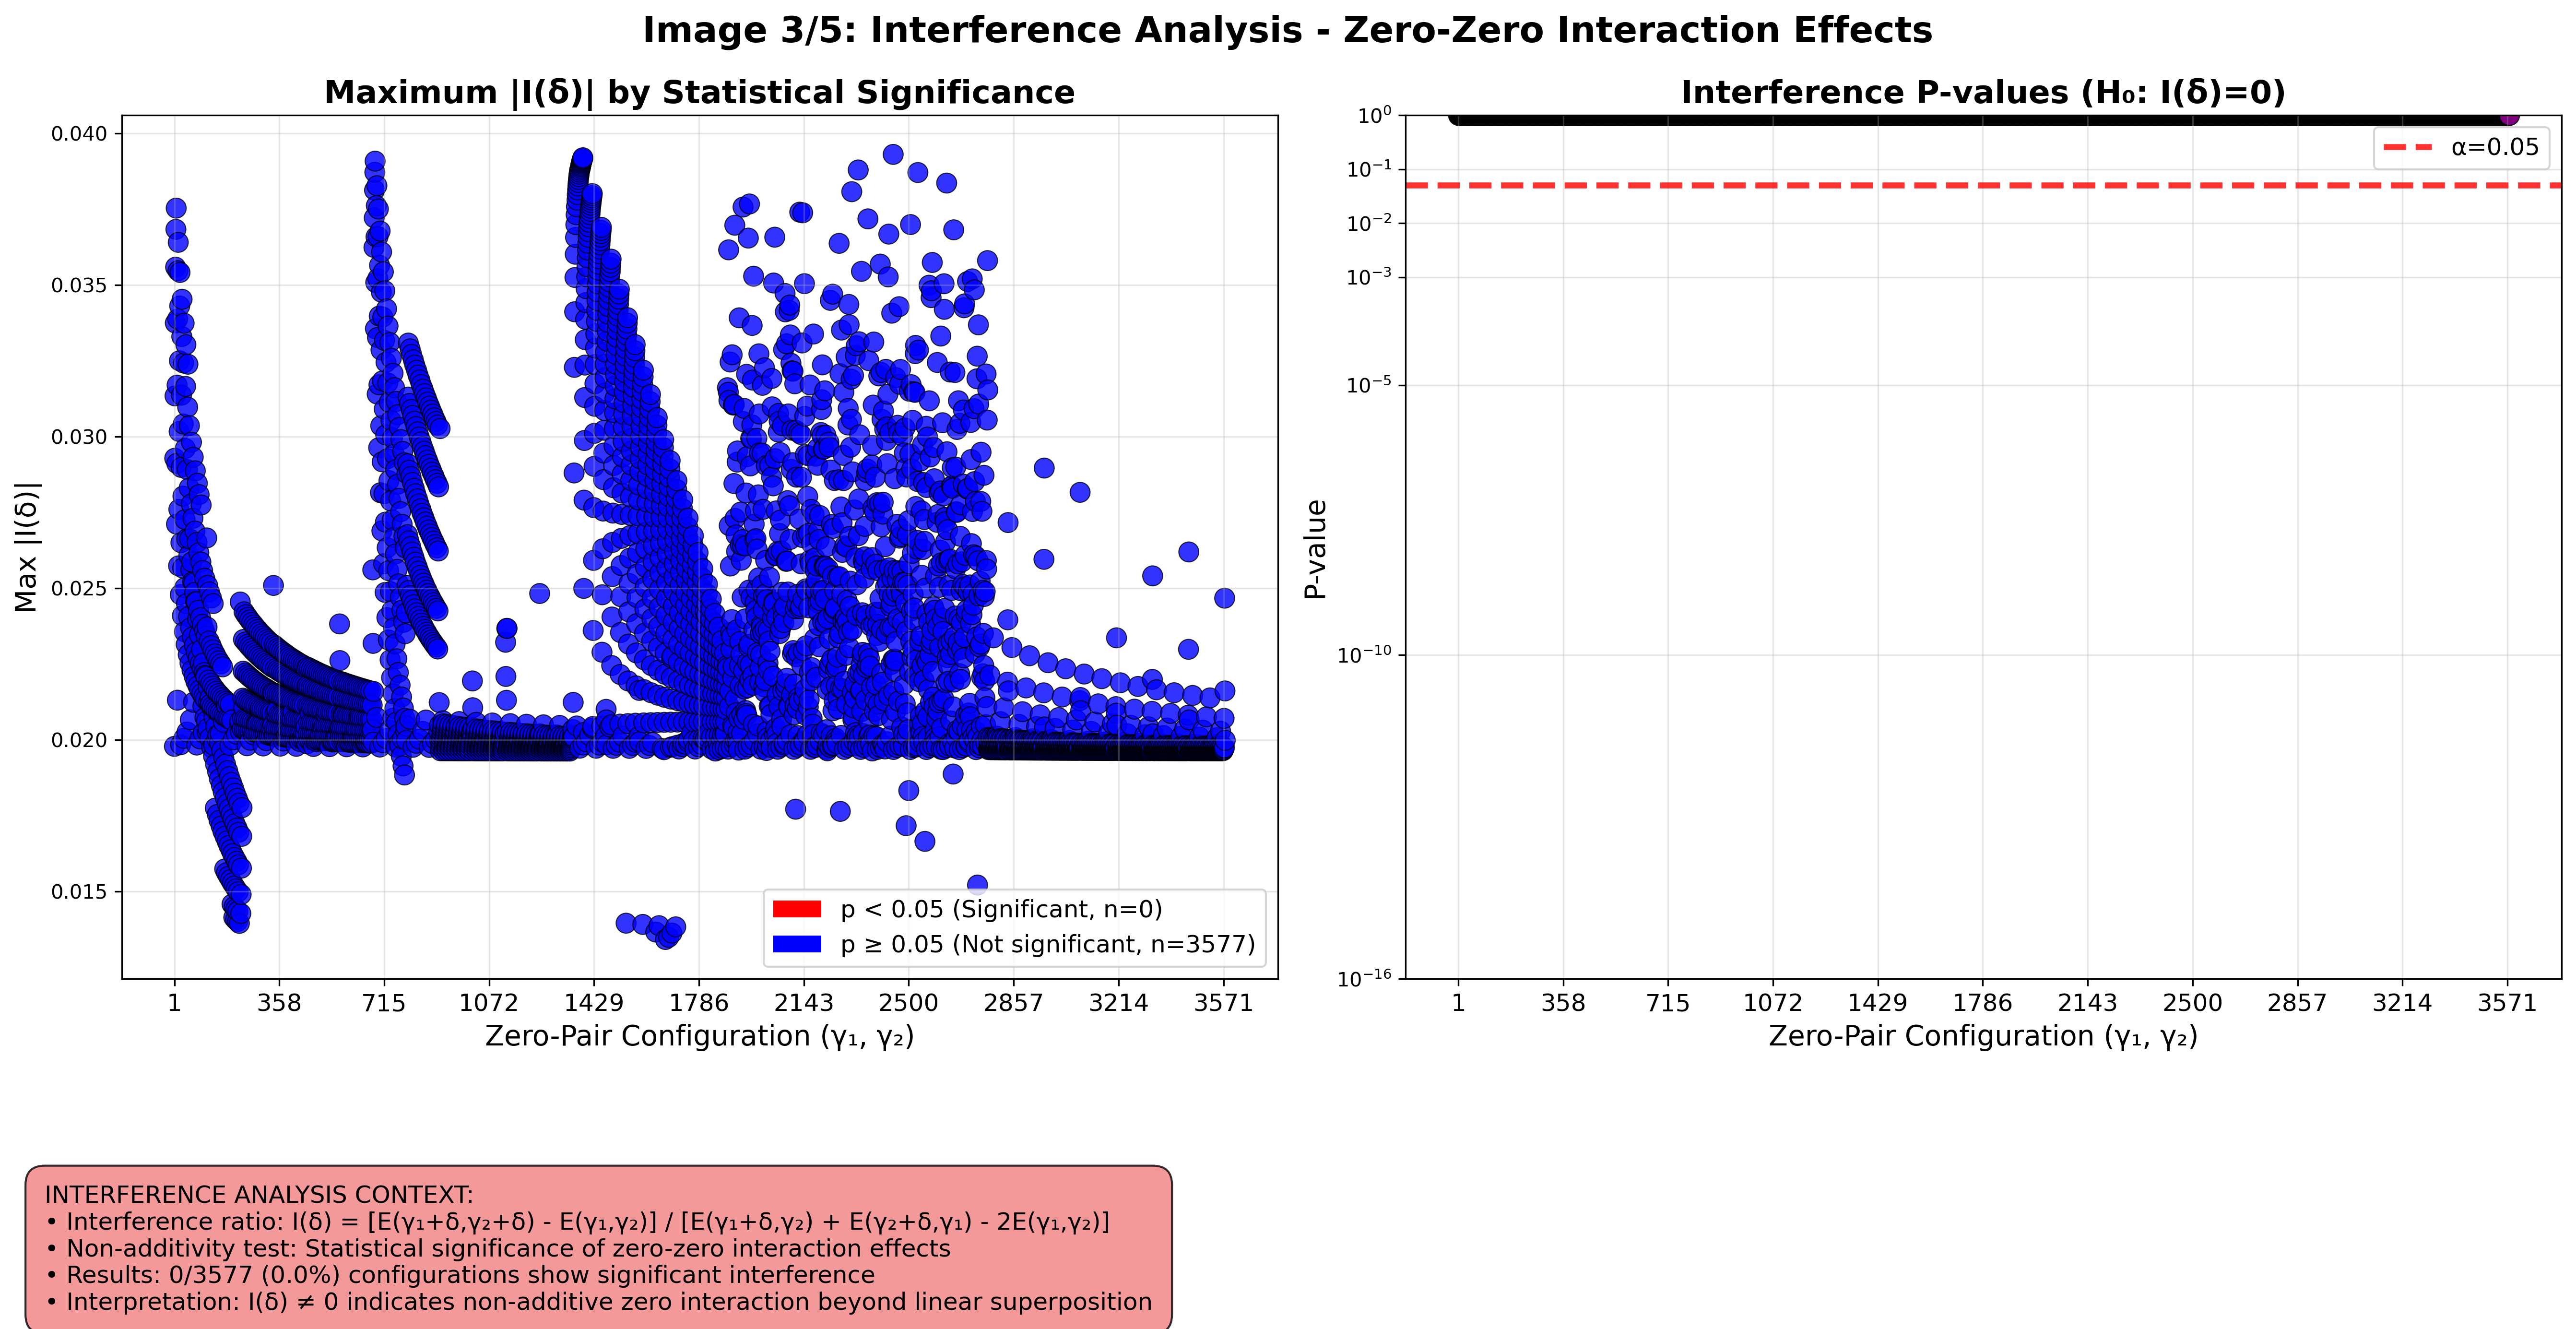 Image 3/5: Interference Analysis - Zero-Zero Interaction Effects
Maximum |I(δ)| by Statistical Significance
Max |I(δ)|
0.040
0.035
0.030
0.025
0.020
0.015
p < 0.05 (Significant, n=0)
p ≥ 0.05 (Not significant, n=3577)
1 358 715 1072 1429 1786 2143 2500 2857 3214 3571
Zero-Pair Configuration (γ₁, γ₂)
Interference P-values (H₀: I(δ)=0)
P-value
10⁰
10⁻¹
10⁻²
10⁻³
10⁻⁵
10⁻¹⁰
10⁻¹⁶
α=0.05
1 358 715 1072 1429 1786 2143 2500 2857 3214 3571
Zero-Pair Configuration (γ₁, γ₂)
INTERFERENCE ANALYSIS CONTEXT:
• Interference ratio: I(δ) = [E(γ₁+δ,γ₂+δ) - E(γ₁,γ₂)] / [E(γ₁+δ,γ₂) + E(γ₂+δ,γ₁) - 2E(γ₁,γ₂)]
• Non-additivity test: Statistical significance of zero-zero interaction effects
• Results: 0/3577 (0.0%) configurations show significant interference
• Interpretation: I(δ) ≠ 0 indicates non-additive zero interaction beyond linear superposition